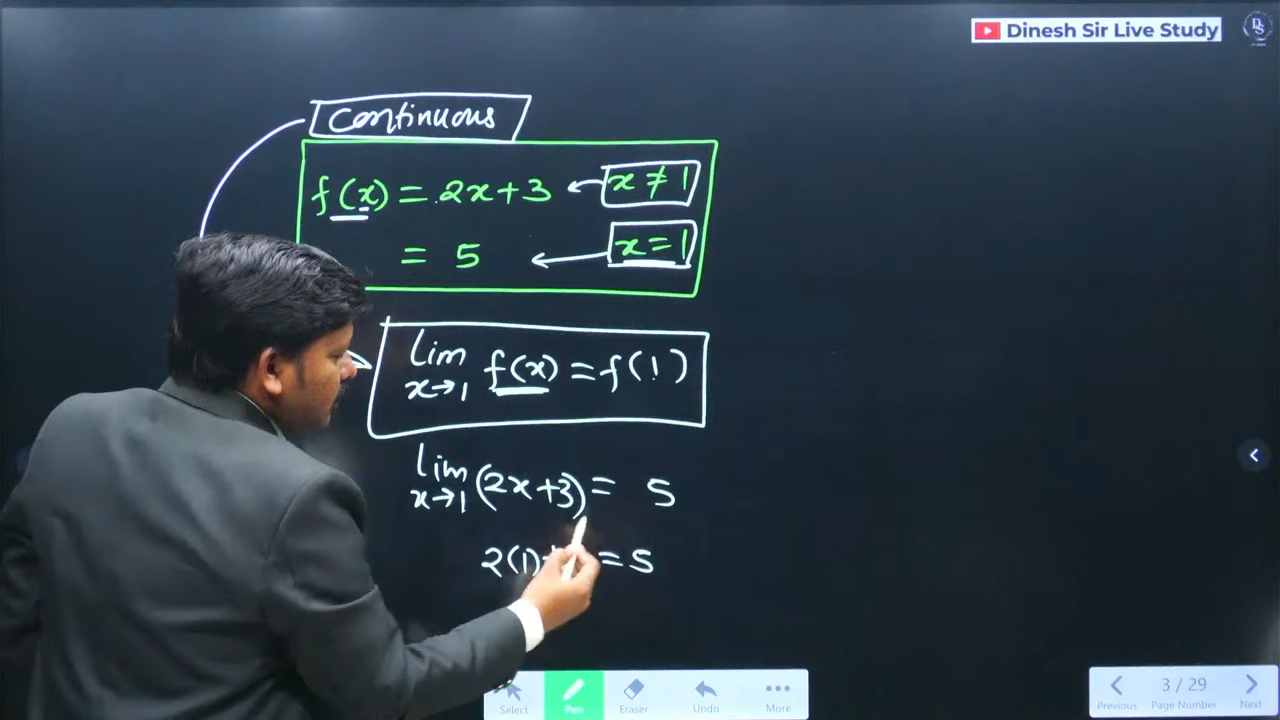 Dinesh Sir Live Study
DS
Continuous
f(x) = 2x+3 ← x ≠ 1
= 5 ← x = 1
lim x→1 f(x) = f(1)
lim x→1 (2x+3) = 5
2(1) = 5
Select Pen Eraser Undo More
Previous 3 / 29 Page Number Next